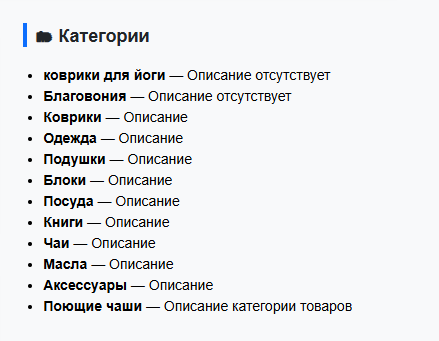 Категории
коврики для йоги — Описание отсутствует
Благовония — Описание отсутствует
Коврики — Описание
Одежда — Описание
Подушки — Описание
Блоки — Описание
Посуда — Описание
Книги — Описание
Чаи — Описание
Масла — Описание
Аксессуары — Описание
Поющие чаши — Описание категории товаров